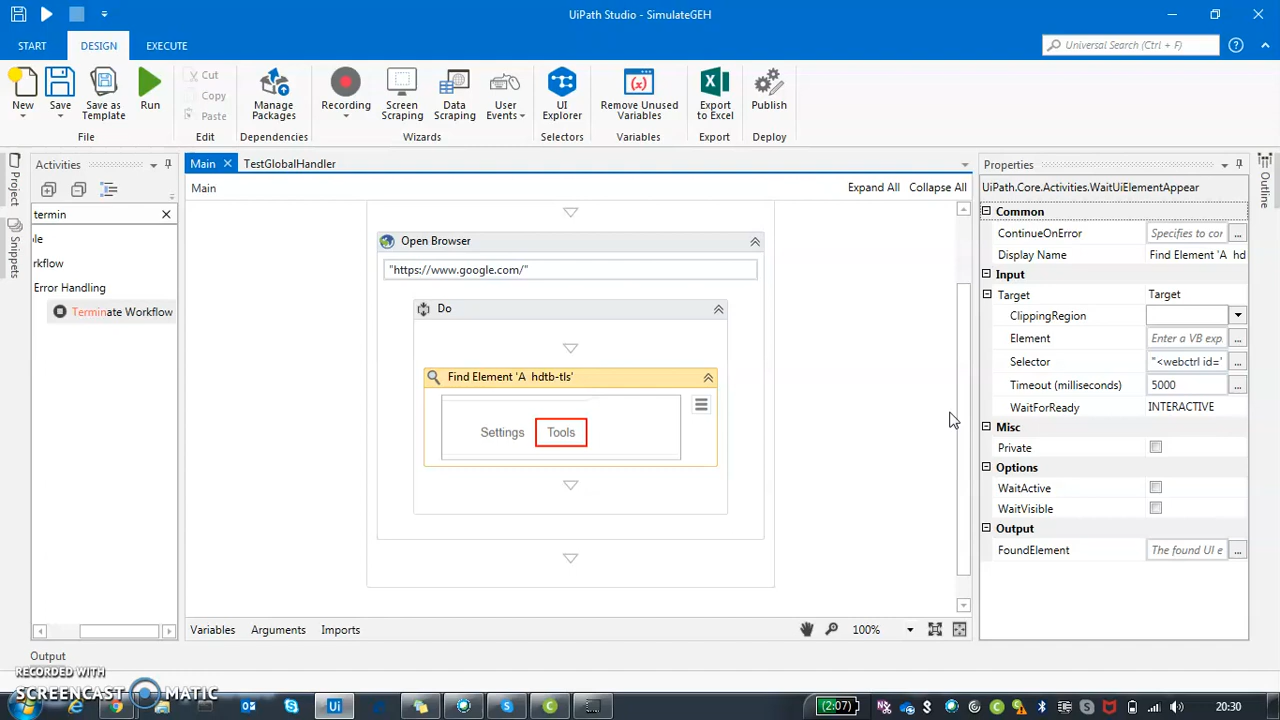 UiPath Studio - SimulateGEH
START DESIGN EXECUTE
Universal Search (Ctrl + F)
New Save Save as Template Run
Cut
Copy
Paste
Manage Packages
Recording
Screen Scraping
Data Scraping
User Events
UI Explorer
Remove Unused Variables
Export to Excel
Publish
File Edit Dependencies Wizards Selectors Variables Export Deploy
Project
Snippets
Activities
termin
le
rkflow
Error Handling
Terminate Workflow
Main TestGlobalHandler
Main Expand All Collapse All
Open Browser
"https://www.google.com/"
Do
Find Element 'A hdtb-tls'
Settings Tools
Variables Arguments Imports 100%
Properties
UiPath.Core.Activities.WaitUiElementAppear
Common
ContinueOnError Specifies to cor ...
Display Name Find Element 'A hd
Input
Target Target
ClippingRegion
Element Enter a VB exp ...
Selector "<webctrl id=' ...
Timeout (milliseconds) 5000 ...
WaitForReady INTERACTIVE
Misc
Private
Options
WaitActive
WaitVisible
Output
FoundElement The found UI e ...
Outline
Output
RECORDED WITH
SCREENCAST MATIC
(2:07)
20:30